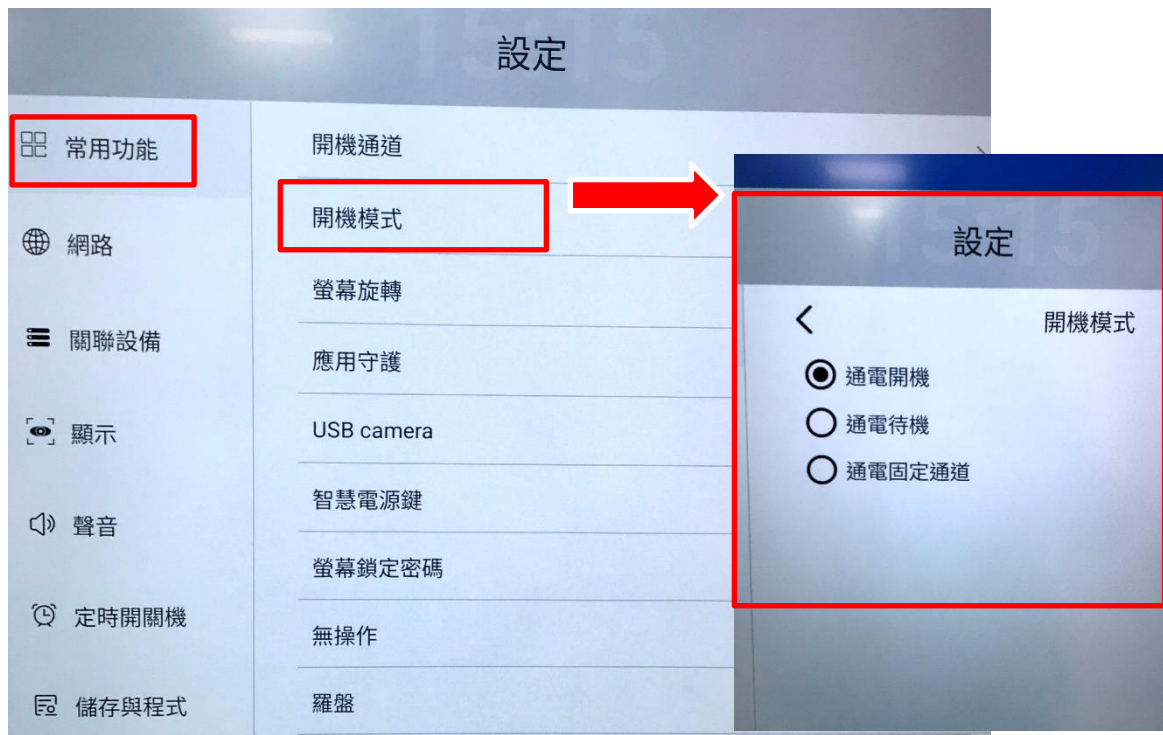 15:15
設定
常用功能
網路
關聯設備
顯示
聲音
定時開關機
儲存與程式
開機通道
開機模式
螢幕旋轉
應用守護
USB camera
智慧電源鍵
螢幕鎖定密碼
無操作
羅盤
15:15
設定
開機模式
通電開機
通電待機
通電固定通道